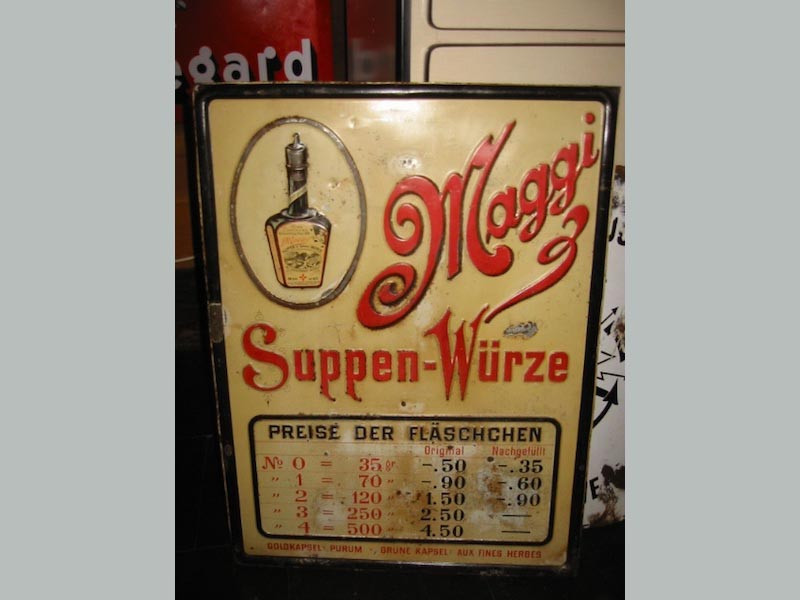 egard
Maggi
Suppen-Würze
PREISE DER FLÄSCHCHEN
Original Nachgefüllt
No 0 = 35 gr -.50 -.35
" 1 = 70 " -.90 -.60
" 2 = 120 " 1.50 -.90
" 3 = 250 " 2.50 —
" 4 = 500 " 4.50 —
GOLDKAPSEL: PURUM -, GRÜNE KAPSEL: AUX FINES HERBES